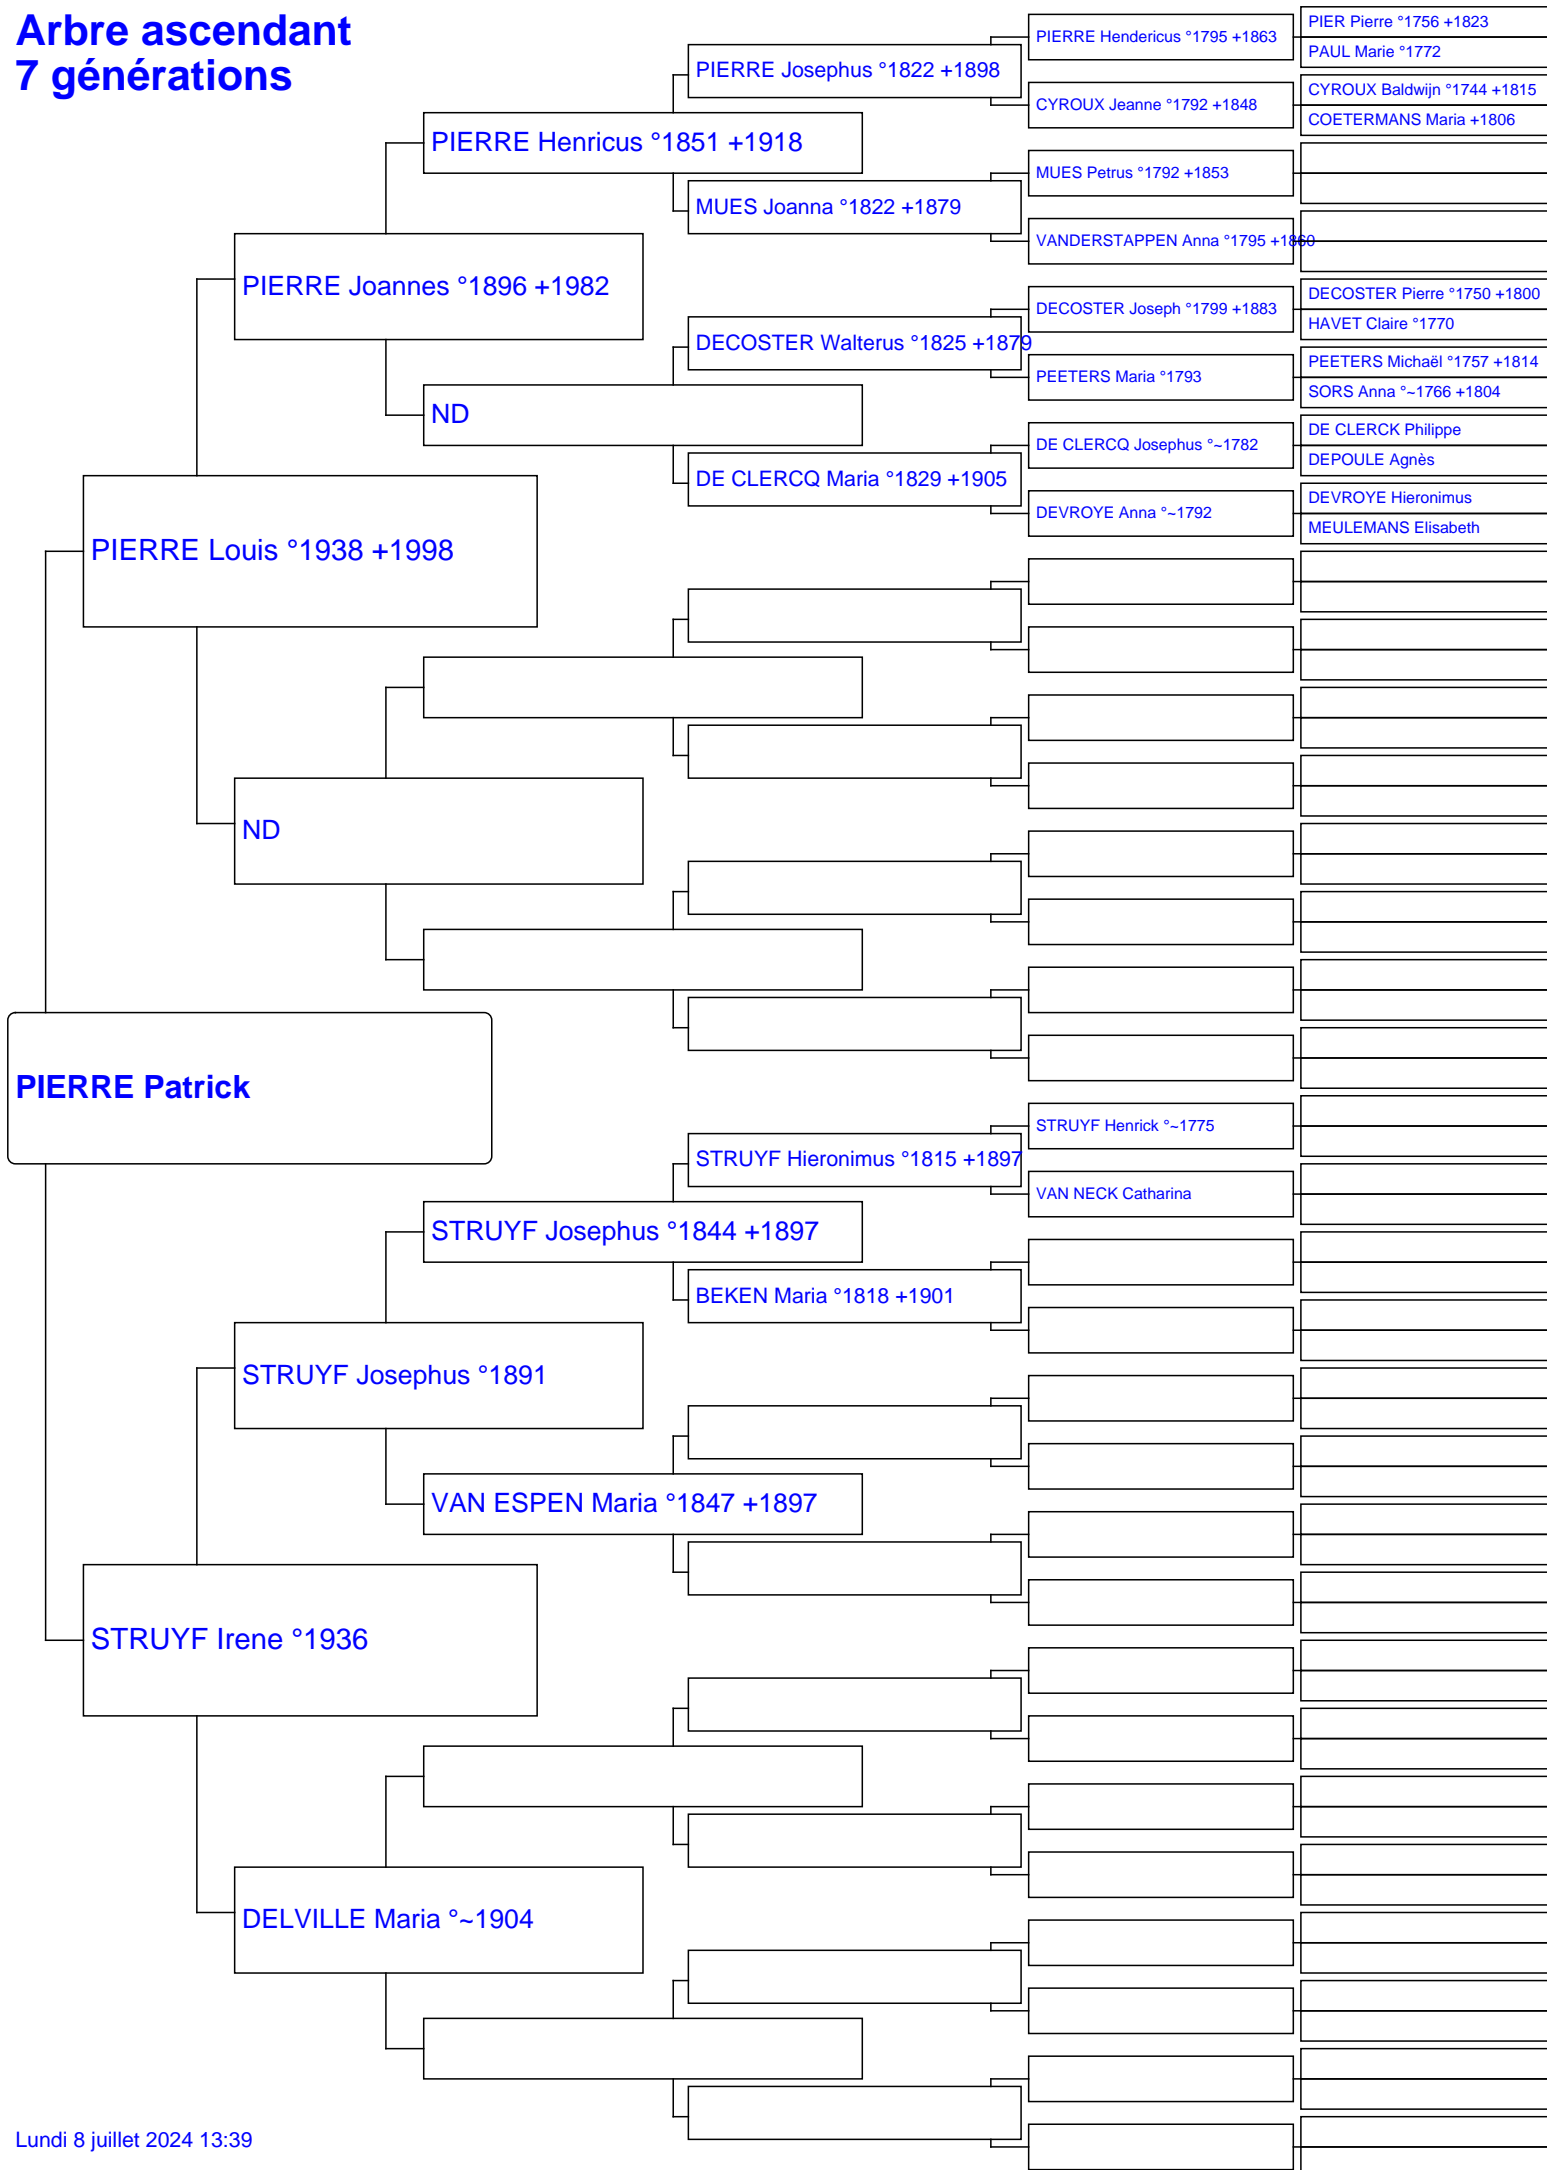 Arbre ascendant
7 générations
PIER Pierre °1756 +1823
PIERRE Hendericus °1795 +1863
PAUL Marie °1772
PIERRE Josephus °1822 +1898
CYROUX Baldwijn °1744 +1815
CYROUX Jeanne °1792 +1848
COETERMANS Maria +1806
PIERRE Henricus °1851 +1918
MUES Petrus °1792 +1853
MUES Joanna °1822 +1879
VANDERSTAPPEN Anna °1795 +1860
PIERRE Joannes °1896 +1982
DECOSTER Pierre °1750 +1800
DECOSTER Joseph °1799 +1883
HAVET Claire °1770
DECOSTER Walterus °1825 +1879
PEETERS Michaël °1757 +1814
PEETERS Maria °1793
SORS Anna °~1766 +1804
ND
DE CLERCK Philippe
DE CLERCQ Josephus °~1782
DEPOULE Agnès
DE CLERCQ Maria °1829 +1905
DEVROYE Hieronimus
DEVROYE Anna °~1792
MEULEMANS Elisabeth
PIERRE Louis °1938 +1998
ND
PIERRE Patrick
STRUYF Henrick °~1775
STRUYF Hieronimus °1815 +1897
VAN NECK Catharina
STRUYF Josephus °1844 +1897
BEKEN Maria °1818 +1901
STRUYF Josephus °1891
VAN ESPEN Maria °1847 +1897
STRUYF Irene °1936
DELVILLE Maria °~1904
Lundi 8 juillet 2024 13:39